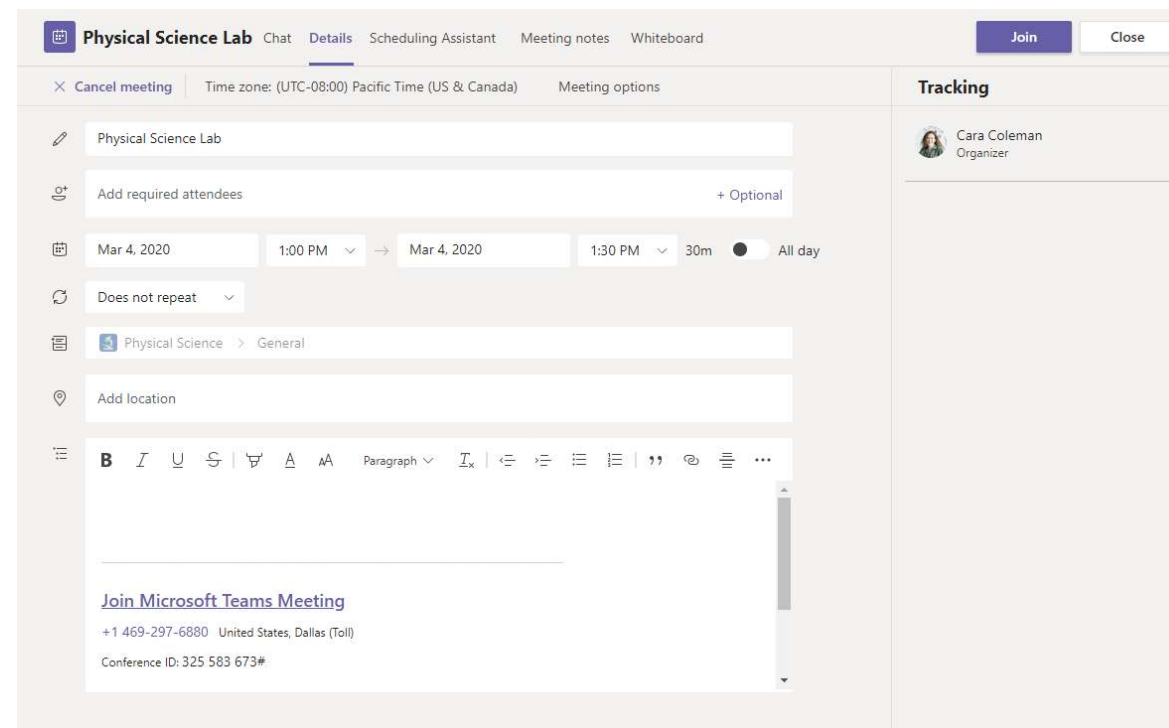 Physical Science Lab Chat Details Scheduling Assistant Meeting notes Whiteboard Join Close
Cancel meeting Time zone: (UTC-08:00) Pacific Time (US & Canada) Meeting options
Tracking
Physical Science Lab
Cara Coleman
Organizer
Add required attendees + Optional
Mar 4, 2020 1:00 PM → Mar 4, 2020 1:30 PM 30m All day
Does not repeat
Physical Science > General
Add location
B I U S A AA Paragraph Tx
Join Microsoft Teams Meeting
+1 469-297-6880 United States, Dallas (Toll)
Conference ID: 325 583 673#